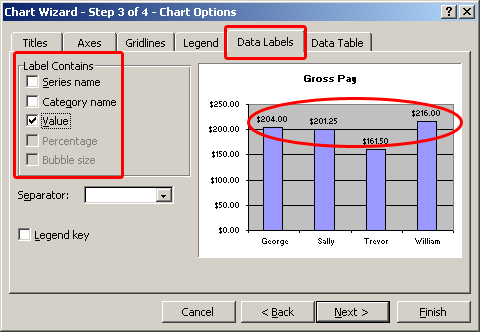 Chart Wizard - Step 3 of 4 - Chart Options
Titles Axes Gridlines Legend Data Labels Data Table
Label Contains
Series name
Category name
Value
Percentage
Bubble size
Separator:
Legend key
Gross Pay
$250.00
$200.00
$150.00
$100.00
$50.00
$0.00
$204.00 $201.25 $161.50 $216.00
George Sally Trevor William
Cancel < Back Next > Finish